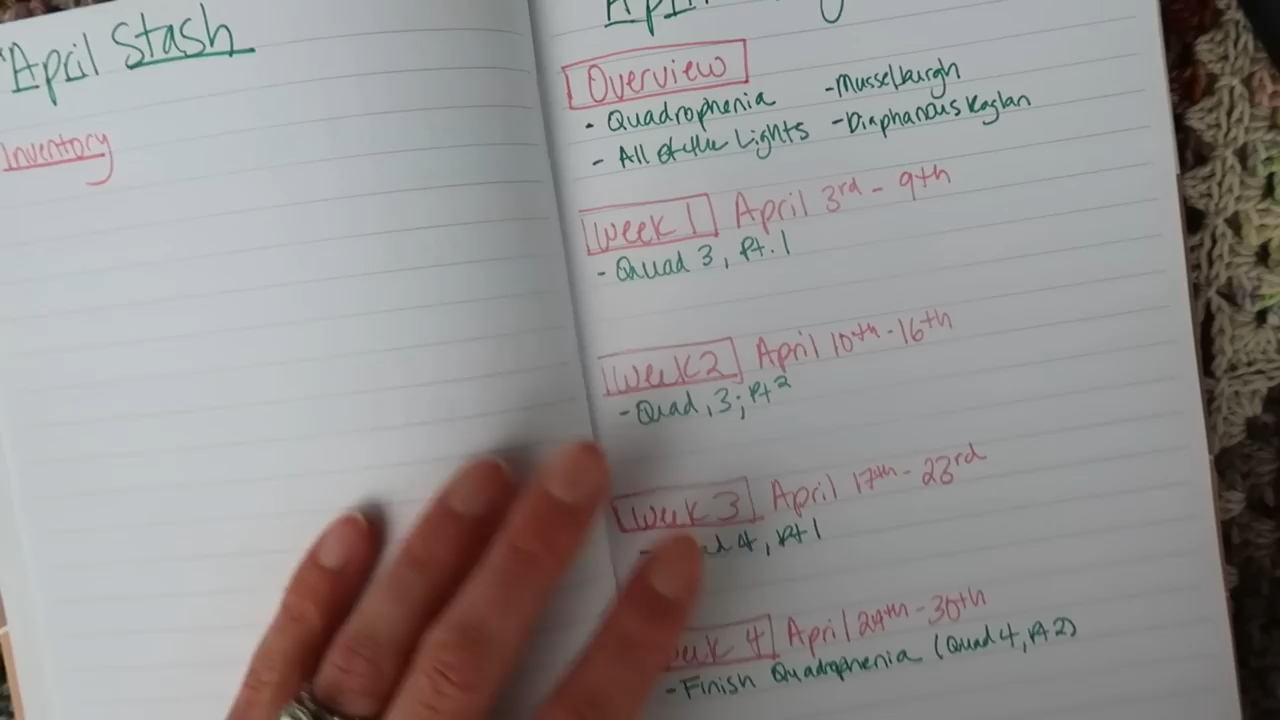 April Stash
Inventory
Overview
- Quadrophenia
- All of the Lights
- Musselburgh
- Diaphanous Raglan
Week 1 April 3rd - 9th
- Quad 3, Pt. 1
Week 2 April 10th - 16th
- Quad, 3; Pt 2
Week 3 April 17th - 23rd
4, Pt 1
4 April 24th - 30th
- Finish Quadrophenia (Quad 4, Pt 2)